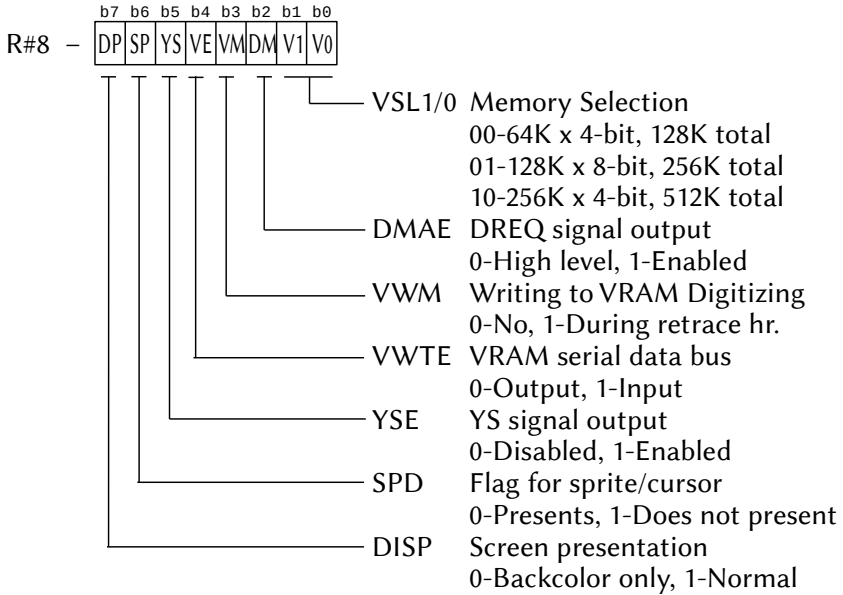 b7 b6 b5 b4 b3 b2 b1 b0
R#8 – DP SP YS VE VM DM V1 V0
VSL1/0 Memory Selection
00-64K x 4-bit, 128K total
01-128K x 8-bit, 256K total
10-256K x 4-bit, 512K total
DMAE DREQ signal output
0-High level, 1-Enabled
VWM Writing to VRAM Digitizing
0-No, 1-During retrace hr.
VWTE VRAM serial data bus
0-Output, 1-Input
YSE YS signal output
0-Disabled, 1-Enabled
SPD Flag for sprite/cursor
0-Presents, 1-Does not present
DISP Screen presentation
0-Backcolor only, 1-Normal